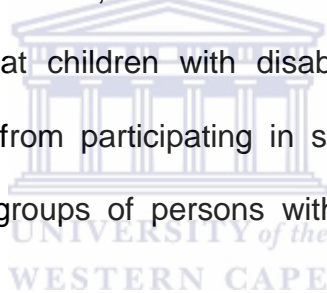 at children with disab
from participating in s
groups of persons with
UNIVERSITY of the
WESTERN CAPE